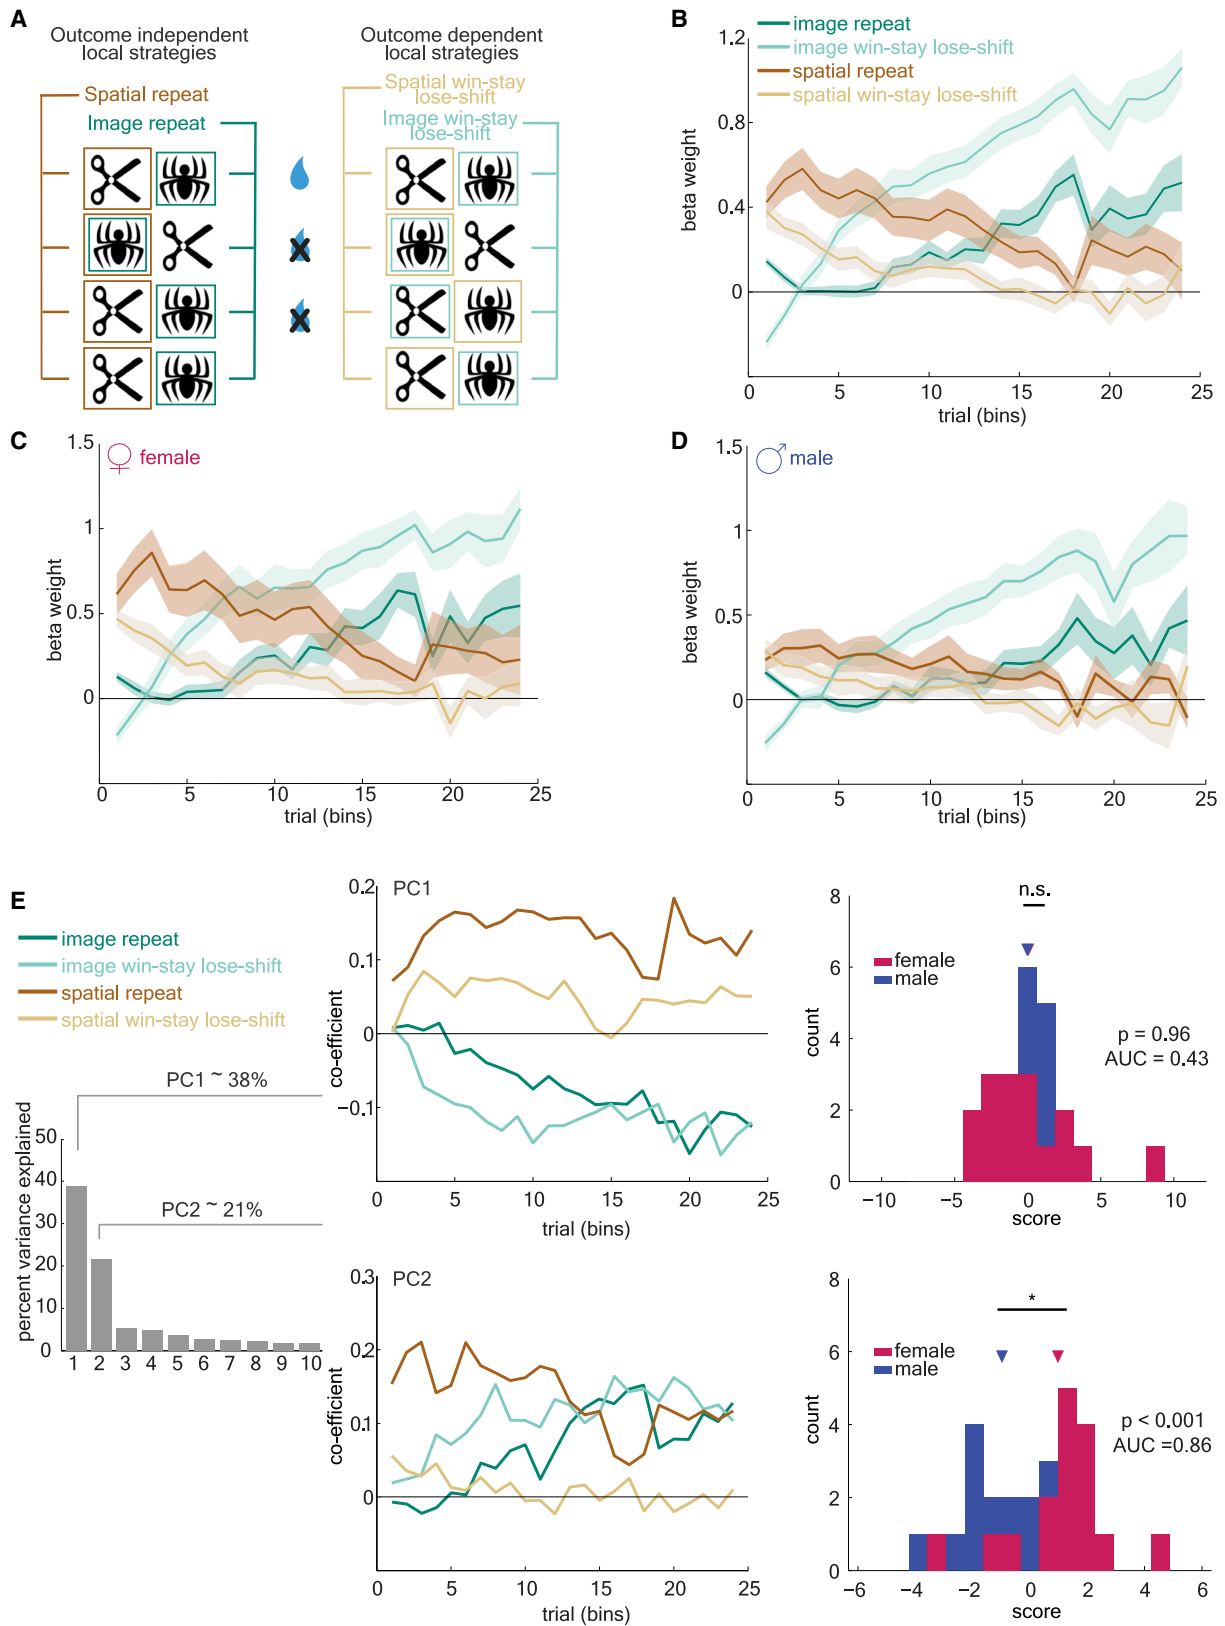 A
Outcome independent
local strategies
Outcome dependent
local strategies
Spatial repeat
Image repeat
Spatial win-stay
lose-shift
Image win-stay
lose-shift
B
image repeat
image win-stay lose-shift
spatial repeat
spatial win-stay lose-shift
1.2
0.8
0.4
0
beta weight
0 5 10 15 20 25
trial (bins)
C
female
1.5
1
0.5
0
beta weight
0 5 10 15 20 25
trial (bins)
D
male
1.5
1
0.5
0
beta weight
0 5 10 15 20 25
trial (bins)
E
image repeat
image win-stay lose-shift
spatial repeat
spatial win-stay lose-shift
PC1 ~ 38%
PC2 ~ 21%
percent variance explained
50
40
30
20
10
0
1 2 3 4 5 6 7 8 9 10
PC1
0.2
0.1
0
−0.1
co-efficient
0 5 10 15 20 25
trial (bins)
n.s.
8
6
4
2
0
count
female
male
p = 0.96
AUC = 0.43
−10 −5 0 5 10
score
PC2
0.3
0.2
0.1
0
co-efficient
0 5 10 15 20 25
trial (bins)
*
8
6
4
2
0
count
female
male
p < 0.001
AUC =0.86
−6 −4 −2 0 2 4 6
score